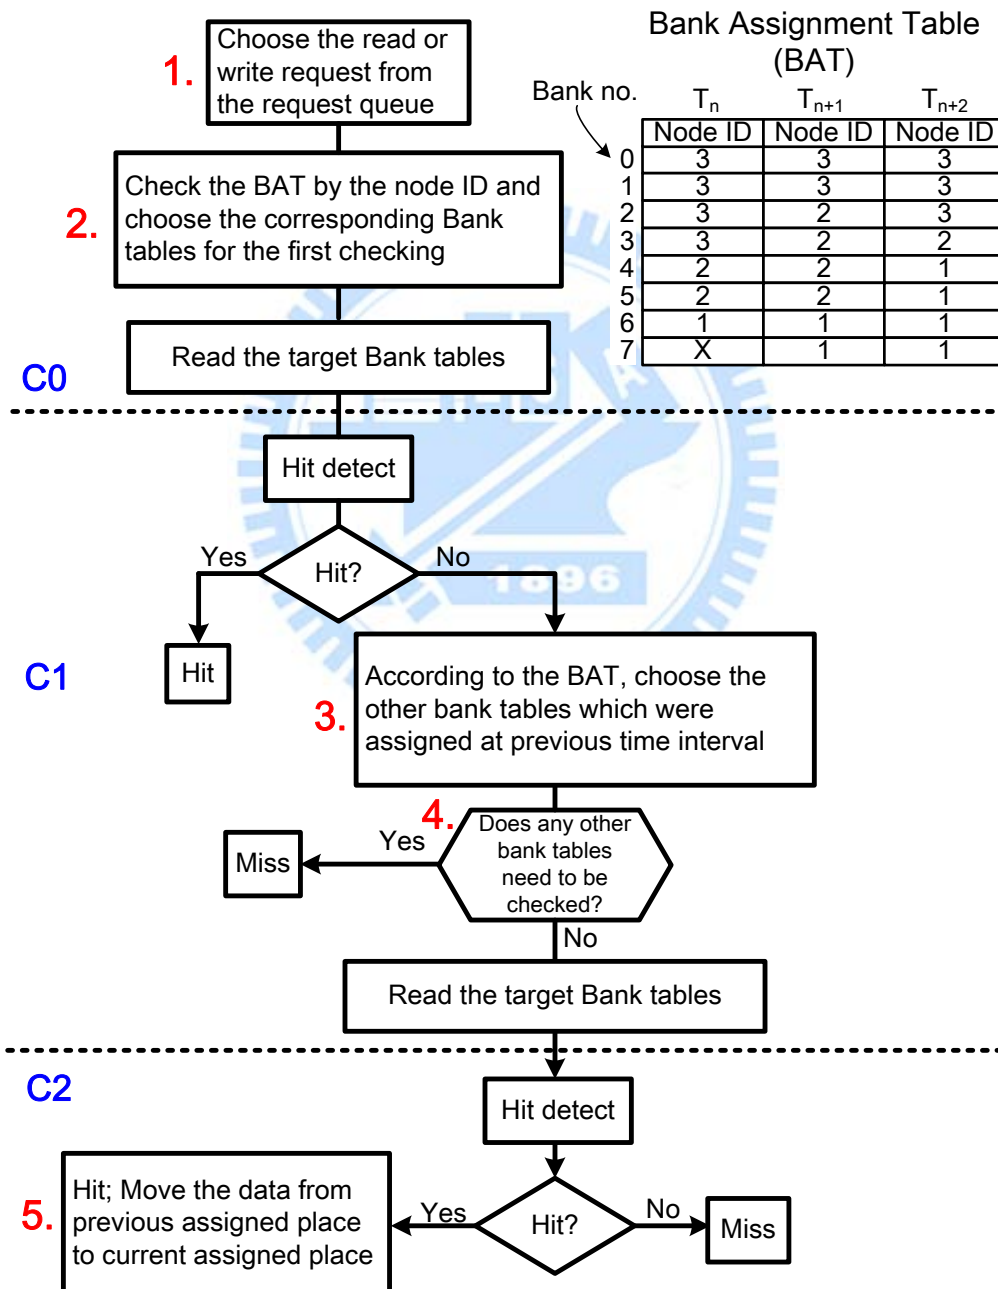 1.
Choose the read or
write request from
the request queue
Bank Assignment Table
(BAT)
Bank no.
Tn Tn+1 Tn+2
Node ID Node ID Node ID
0 3 3 3
1 3 3 3
2 3 2 3
3 3 2 2
4 2 2 1
5 2 2 1
6 1 1 1
7 X 1 1
2.
Check the BAT by the node ID and
choose the corresponding Bank
tables for the first checking
Read the target Bank tables
C0
Hit detect
Yes
Hit?
No
1896
Hit
C1
3.
According to the BAT, choose the
other bank tables which were
assigned at previous time interval
4.
Does any other
bank tables
need to be
checked?
Yes
Miss
No
Read the target Bank tables
C2
Hit detect
5.
Hit; Move the data from
previous assigned place
to current assigned place
Yes
Hit?
No
Miss